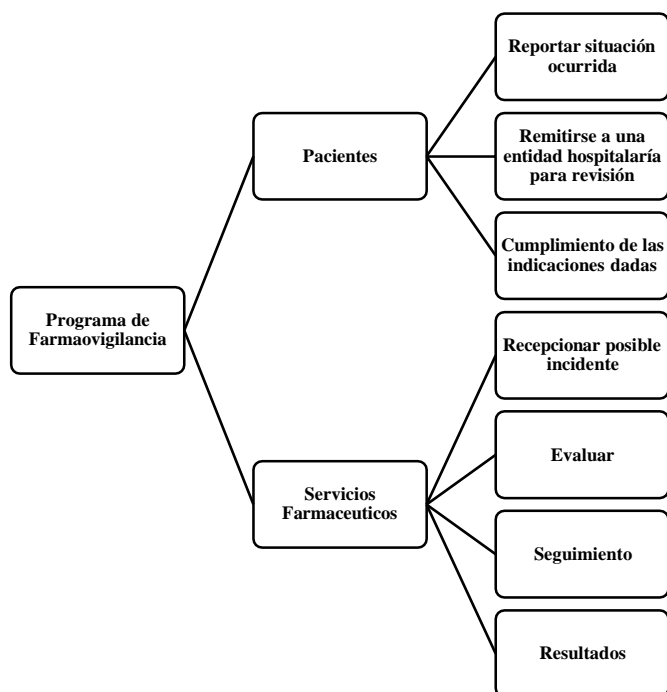 Reportar situación
ocurrida
Pacientes
Remitirse a una
entidad hospitalaría
para revisión
Cumplimiento de las
indicaciones dadas
Programa de
Farmaovigilancia
Recepcionar posible
incidente
Evaluar
Servicios
Farmaceuticos
Seguimiento
Resultados